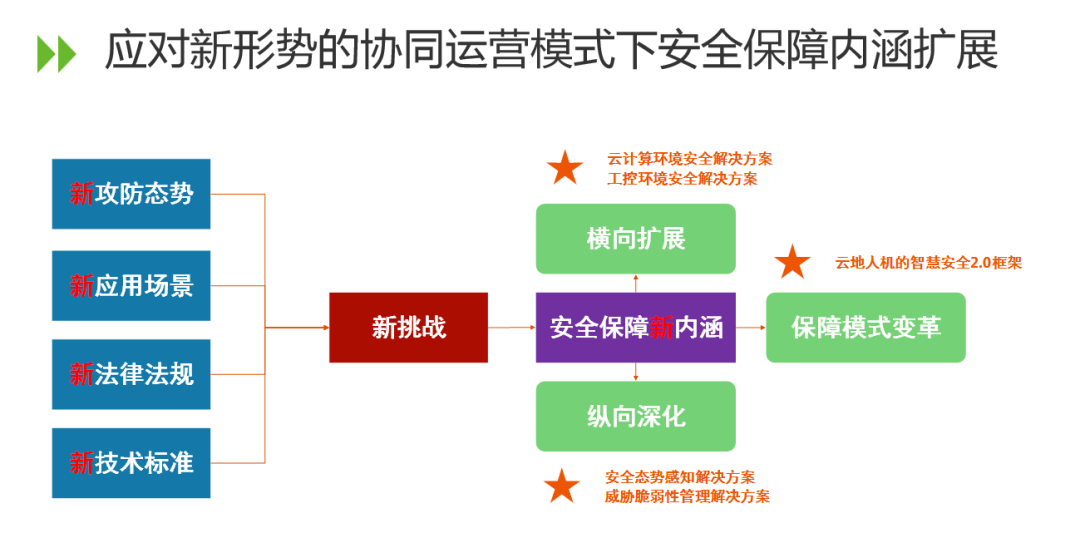 应对新形势的协同运营模式下安全保障内涵扩展
新攻防态势
新应用场景
新法律法规
新技术标准
新挑战
云计算环境安全解决方案
工控环境安全解决方案
横向扩展
安全保障新内涵
纵向深化
安全态势感知解决方案
威胁脆弱性管理解决方案
云地人机的智慧安全2.0框架
保障模式变革